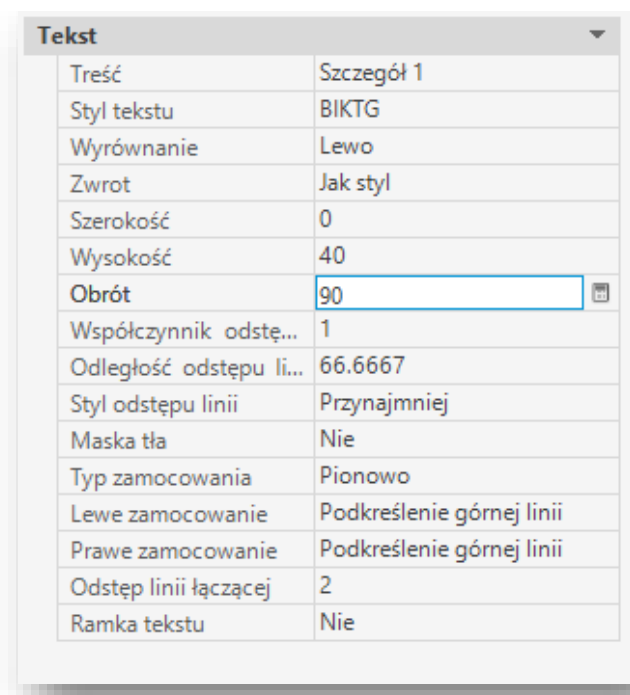 Tekst
Treść Szczegół 1
Styl tekstu BIKTG
Wyrównanie Lewo
Zwrot Jak styl
Szerokość 0
Wysokość 40
Obrót 90
Współczynnik odstę... 1
Odległość odstępu li... 66.6667
Styl odstępu linii Przynajmniej
Maska tła Nie
Typ zamocowania Pionowo
Lewe zamocowanie Podkreślenie górnej linii
Prawe zamocowanie Podkreślenie górnej linii
Odstęp linii łączącej 2
Ramka tekstu Nie